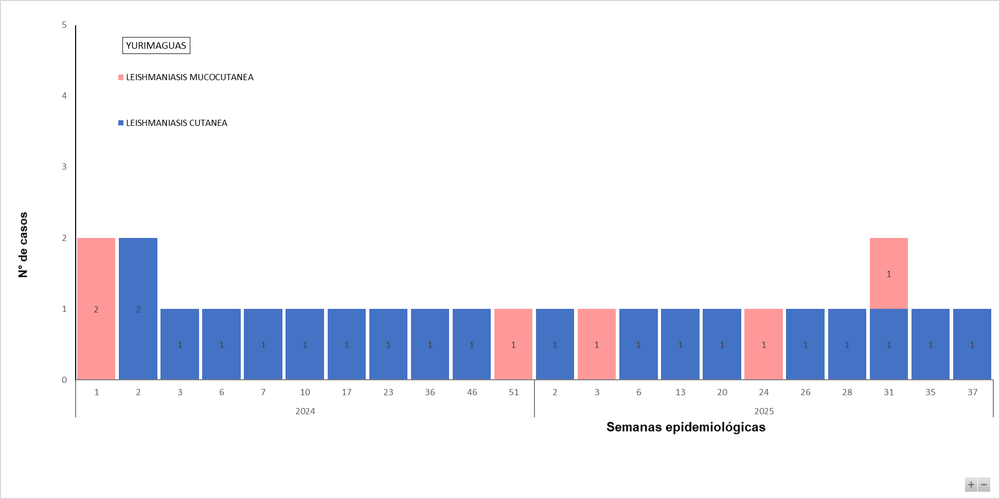 5
YURIMAGUAS
LEISHMANIASIS MUCOCUTANEA
4
LEISHMANIASIS CUTANEA
3
N° de casos
2
1
2 2 1 1 1 1 1 1 1 1 1 1 1 1 1 1 1 1 1 1 1 1 1
0
1 2 3 6 7 10 17 23 36 46 51 2 3 6 13 20 24 26 28 31 35 37
2024 2025
Semanas epidemiológicas
+ −